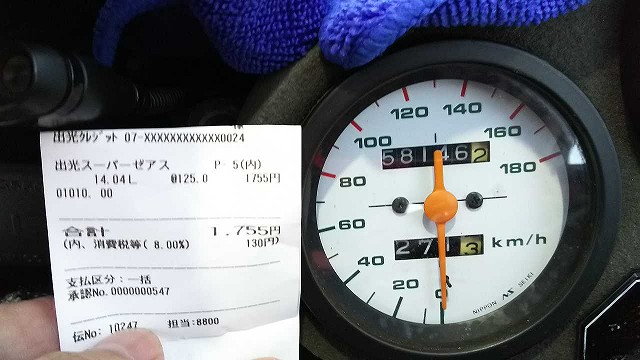 出光クレジット 07-XXXXXXXXXXXX0024
出光スーパーゼアス P- 5(内)
14.04L @125.0 1755円
01010. 00
合計 1,755円
(内、消費税等( 8.00%) 130円)
支払区分:一括
承認No.0000000547
伝No: 10247 担当:8800
0
20
40
60
80
100
120
140
160
180
58146 2
27 3
km/h
NIPPON SEIKI